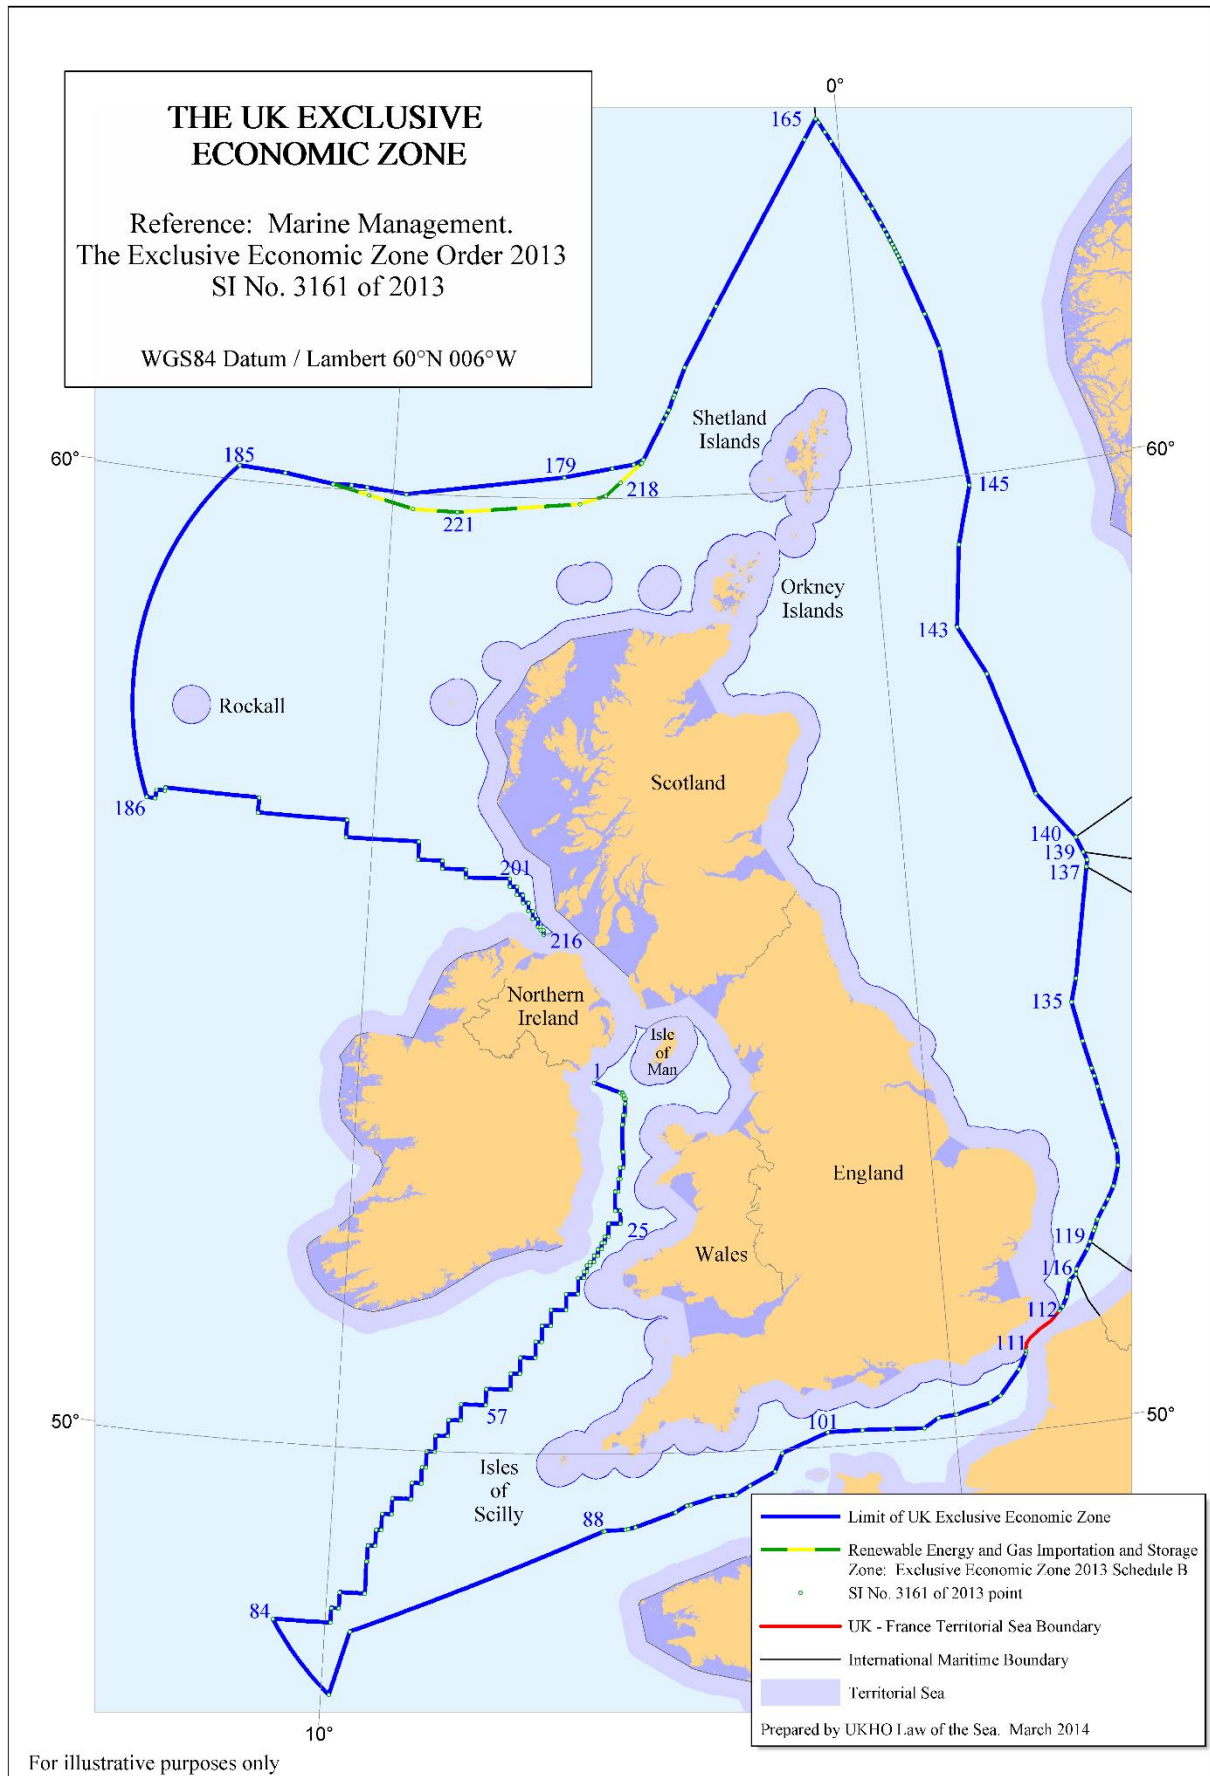 THE UK EXCLUSIVE
ECONOMIC ZONE
Reference: Marine Management.
The Exclusive Economic Zone Order 2013
SI No. 3161 of 2013
WGS84 Datum / Lambert 60°N 006°W
0°
165
Shetland
Islands
60°
185
179
60°
218
145
221
Orkney
Islands
143
Rockall
Scotland
186
140
139
201
137
216
Northern
Ireland
135
Isle
of
Man
1
England
25
Wales
119
116
112
111
57
101
50°
50°
Isles
of
Scilly
88
84
10°
Limit of UK Exclusive Economic Zone
Renewable Energy and Gas Importation and Storage
Zone: Exclusive Economic Zone 2013 Schedule B
SI No. 3161 of 2013 point
UK - France Territorial Sea Boundary
International Maritime Boundary
Territorial Sea
Prepared by UKHO Law of the Sea. March 2014
For illustrative purposes only